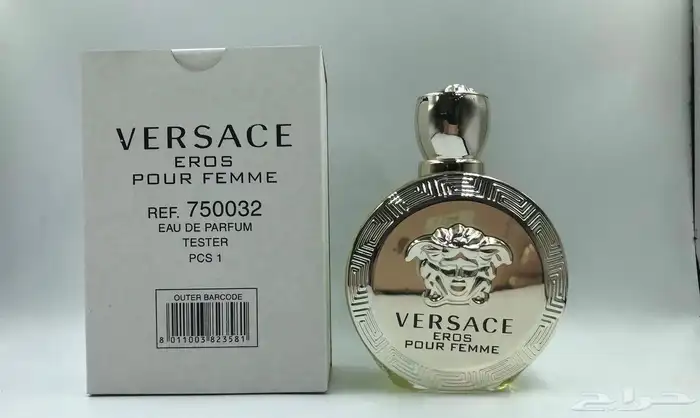 VERSACE
EROS
POUR FEMME
REF. 750032
EAU DE PARFUM
TESTER
PCS 1
OUTER BARCODE
8 011003 823581
VERSACE
EROS
POUR FEMME
حراج